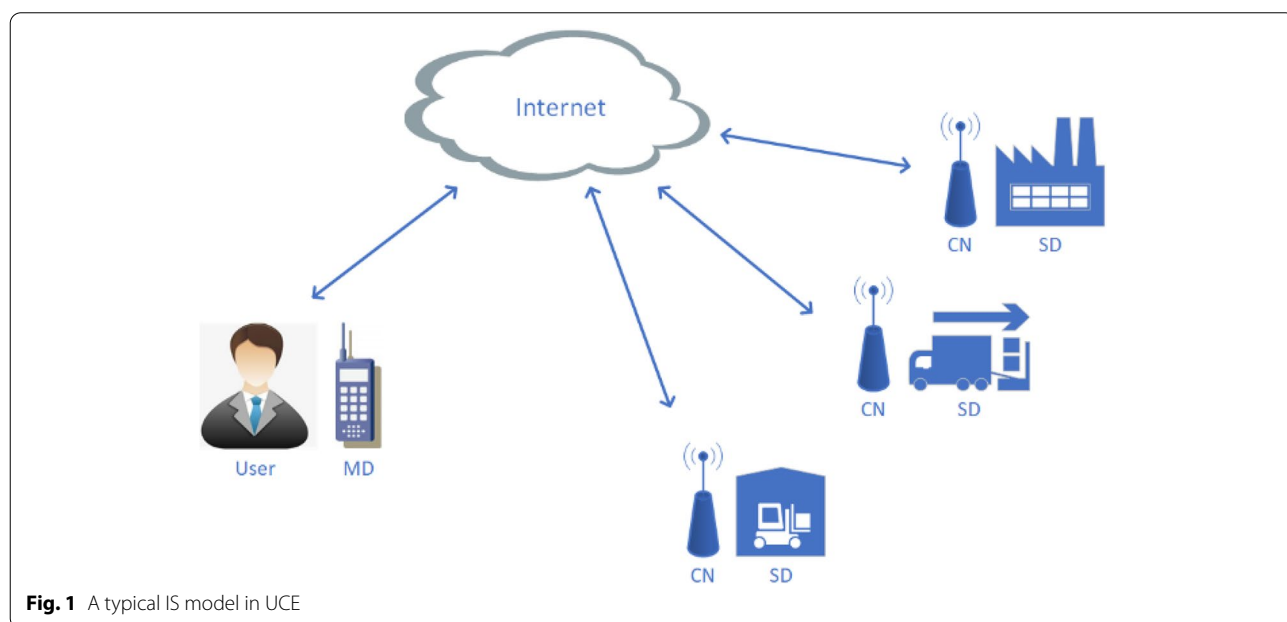 Internet
CN SD
CN SD
User MD
CN SD
Fig. 1 A typical IS model in UCE